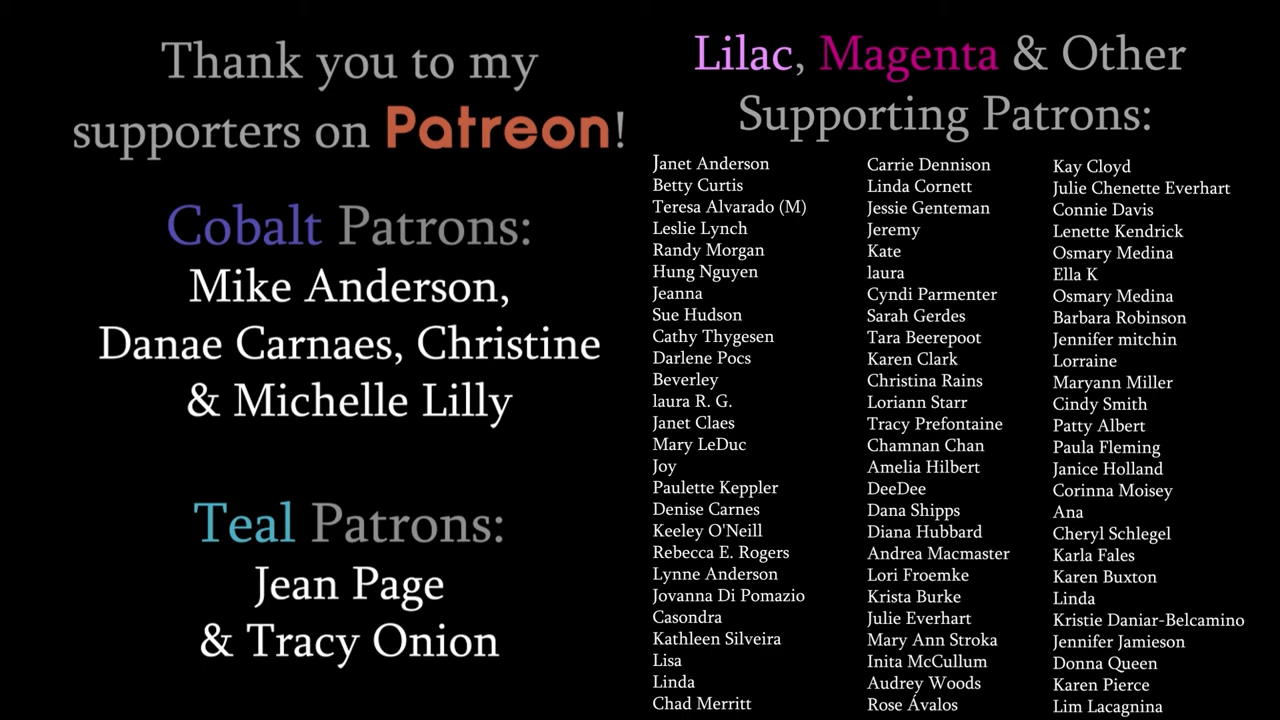 Thank you to my
supporters on Patreon!
Cobalt Patrons:
Mike Anderson,
Danae Carnaes, Christine
& Michelle Lilly
Teal Patrons:
Jean Page
& Tracy Onion
Lilac, Magenta & Other
Supporting Patrons:
Janet Anderson
Betty Curtis
Teresa Alvarado (M)
Leslie Lynch
Randy Morgan
Hung Nguyen
Jeanna
Sue Hudson
Cathy Thygesen
Darlene Pocs
Beverley
laura R. G.
Janet Claes
Mary LeDuc
Joy
Paulette Keppler
Denise Carnes
Keeley O'Neill
Rebecca E. Rogers
Lynne Anderson
Jovanna Di Pomazio
Casondra
Kathleen Silveira
Lisa
Linda
Chad Merritt
Carrie Dennison
Linda Cornett
Jessie Genteman
Jeremy
Kate
laura
Cyndi Parmenter
Sarah Gerdes
Tara Beerepoot
Karen Clark
Christina Rains
Loriann Starr
Tracy Prefontaine
Chamnan Chan
Amelia Hilbert
DeeDee
Dana Shipps
Diana Hubbard
Andrea Macmaster
Lori Froemke
Krista Burke
Julie Everhart
Mary Ann Stroka
Inita McCullum
Audrey Woods
Rose Ávalos
Kay Cloyd
Julie Chenette Everhart
Connie Davis
Lenette Kendrick
Osmary Medina
Ella K
Osmary Medina
Barbara Robinson
Jennifer mitchin
Lorraine
Maryann Miller
Cindy Smith
Patty Albert
Paula Fleming
Janice Holland
Corinna Moisey
Ana
Cheryl Schlegel
Karla Fales
Karen Buxton
Linda
Kristie Daniar-Belcamino
Jennifer Jamieson
Donna Queen
Karen Pierce
Lim Lacagnina